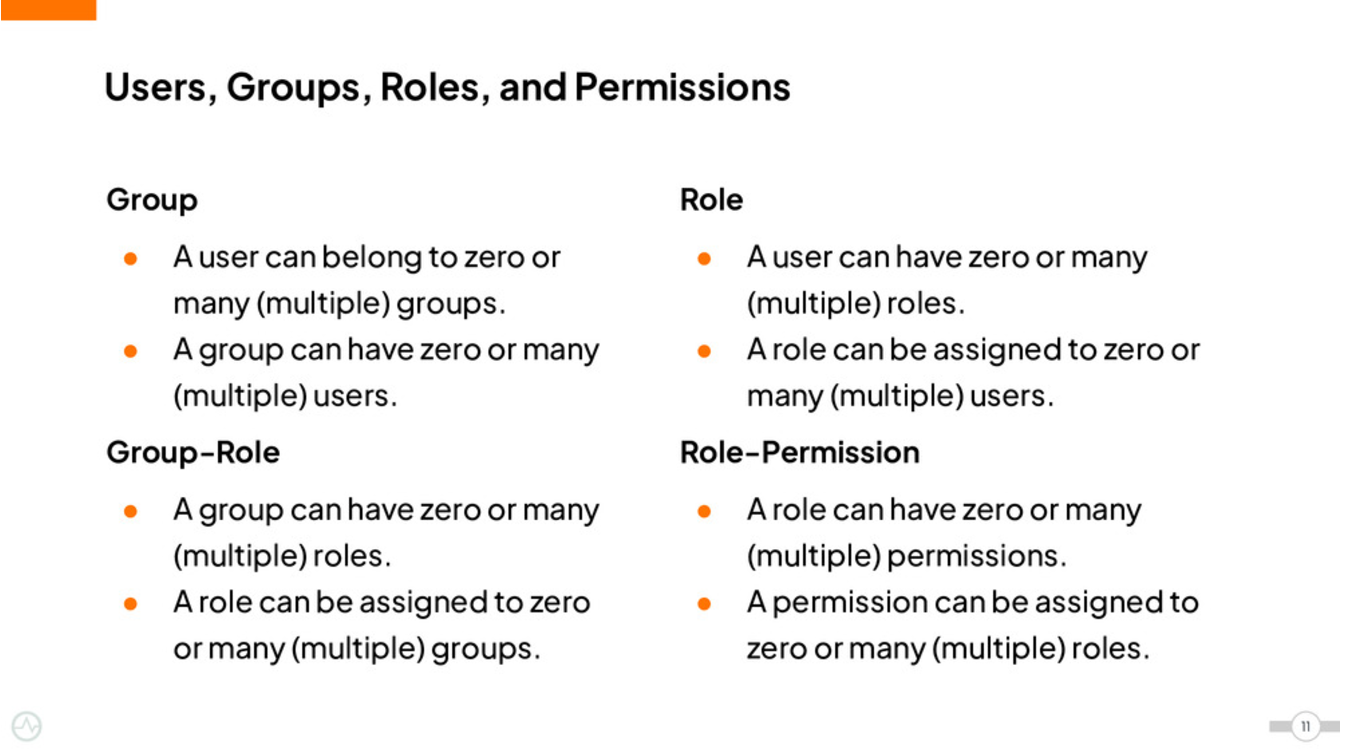 Users, Groups, Roles, and Permissions
Group
● A user can belong to zero or
many (multiple) groups.
● A group can have zero or many
(multiple) users.
Group-Role
● A group can have zero or many
(multiple) roles.
● A role can be assigned to zero
or many (multiple) groups.
Role
● A user can have zero or many
(multiple) roles.
● A role can be assigned to zero or
many (multiple) users.
Role-Permission
● A role can have zero or many
(multiple) permissions.
● A permission can be assigned to
zero or many (multiple) roles.
11